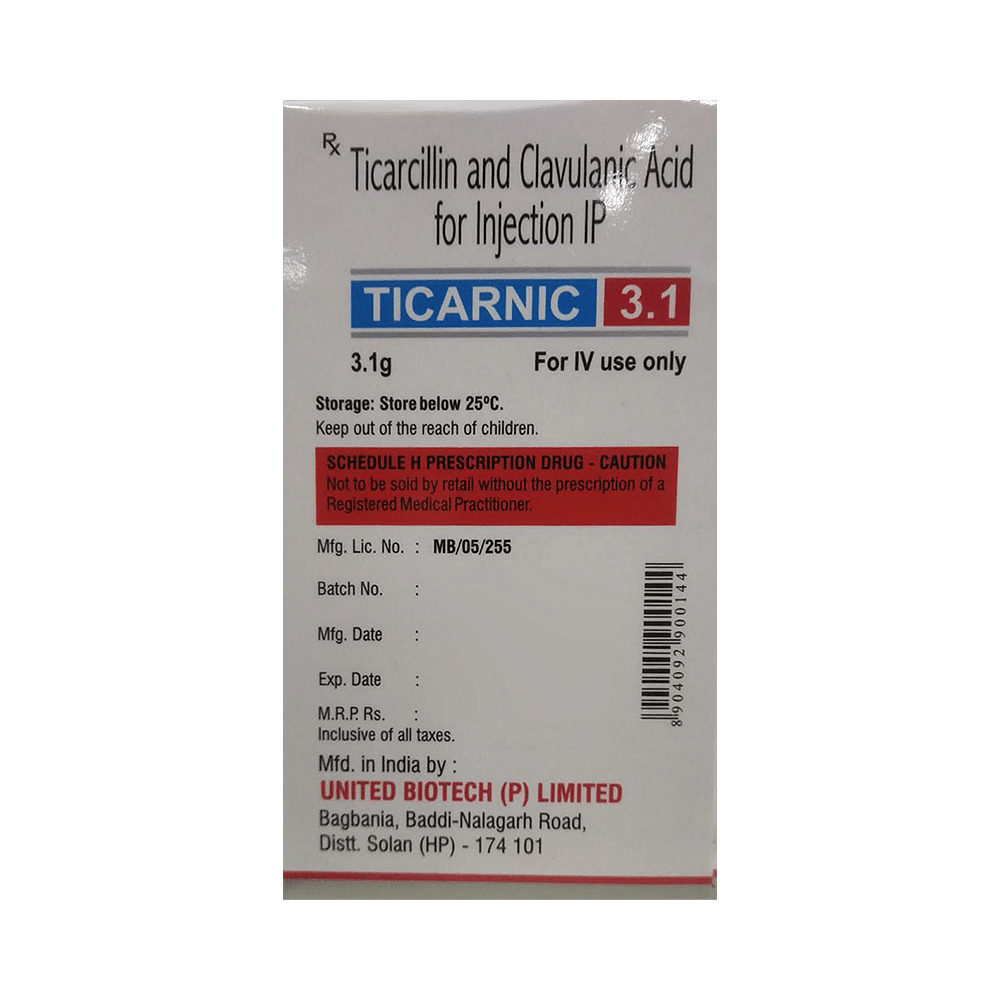 Rx Ticarcillin and Clavulanic Acid
for Injection IP
TICARNIC 3.1
3.1g For IV use only
Storage: Store below 25ºC.
Keep out of the reach of children.
SCHEDULE H PRESCRIPTION DRUG - CAUTION
Not to be sold by retail without the prescription of a
Registered Medical Practitioner.
Mfg. Lic. No. : MB/05/255
Batch No. :
Mfg. Date :
Exp. Date :
M.R.P. Rs. :
Inclusive of all taxes.
Mfd. in India by :
UNITED BIOTECH (P) LIMITED
Bagbania, Baddi-Nalagarh Road,
Distt. Solan (HP) - 174 101
8904092900144